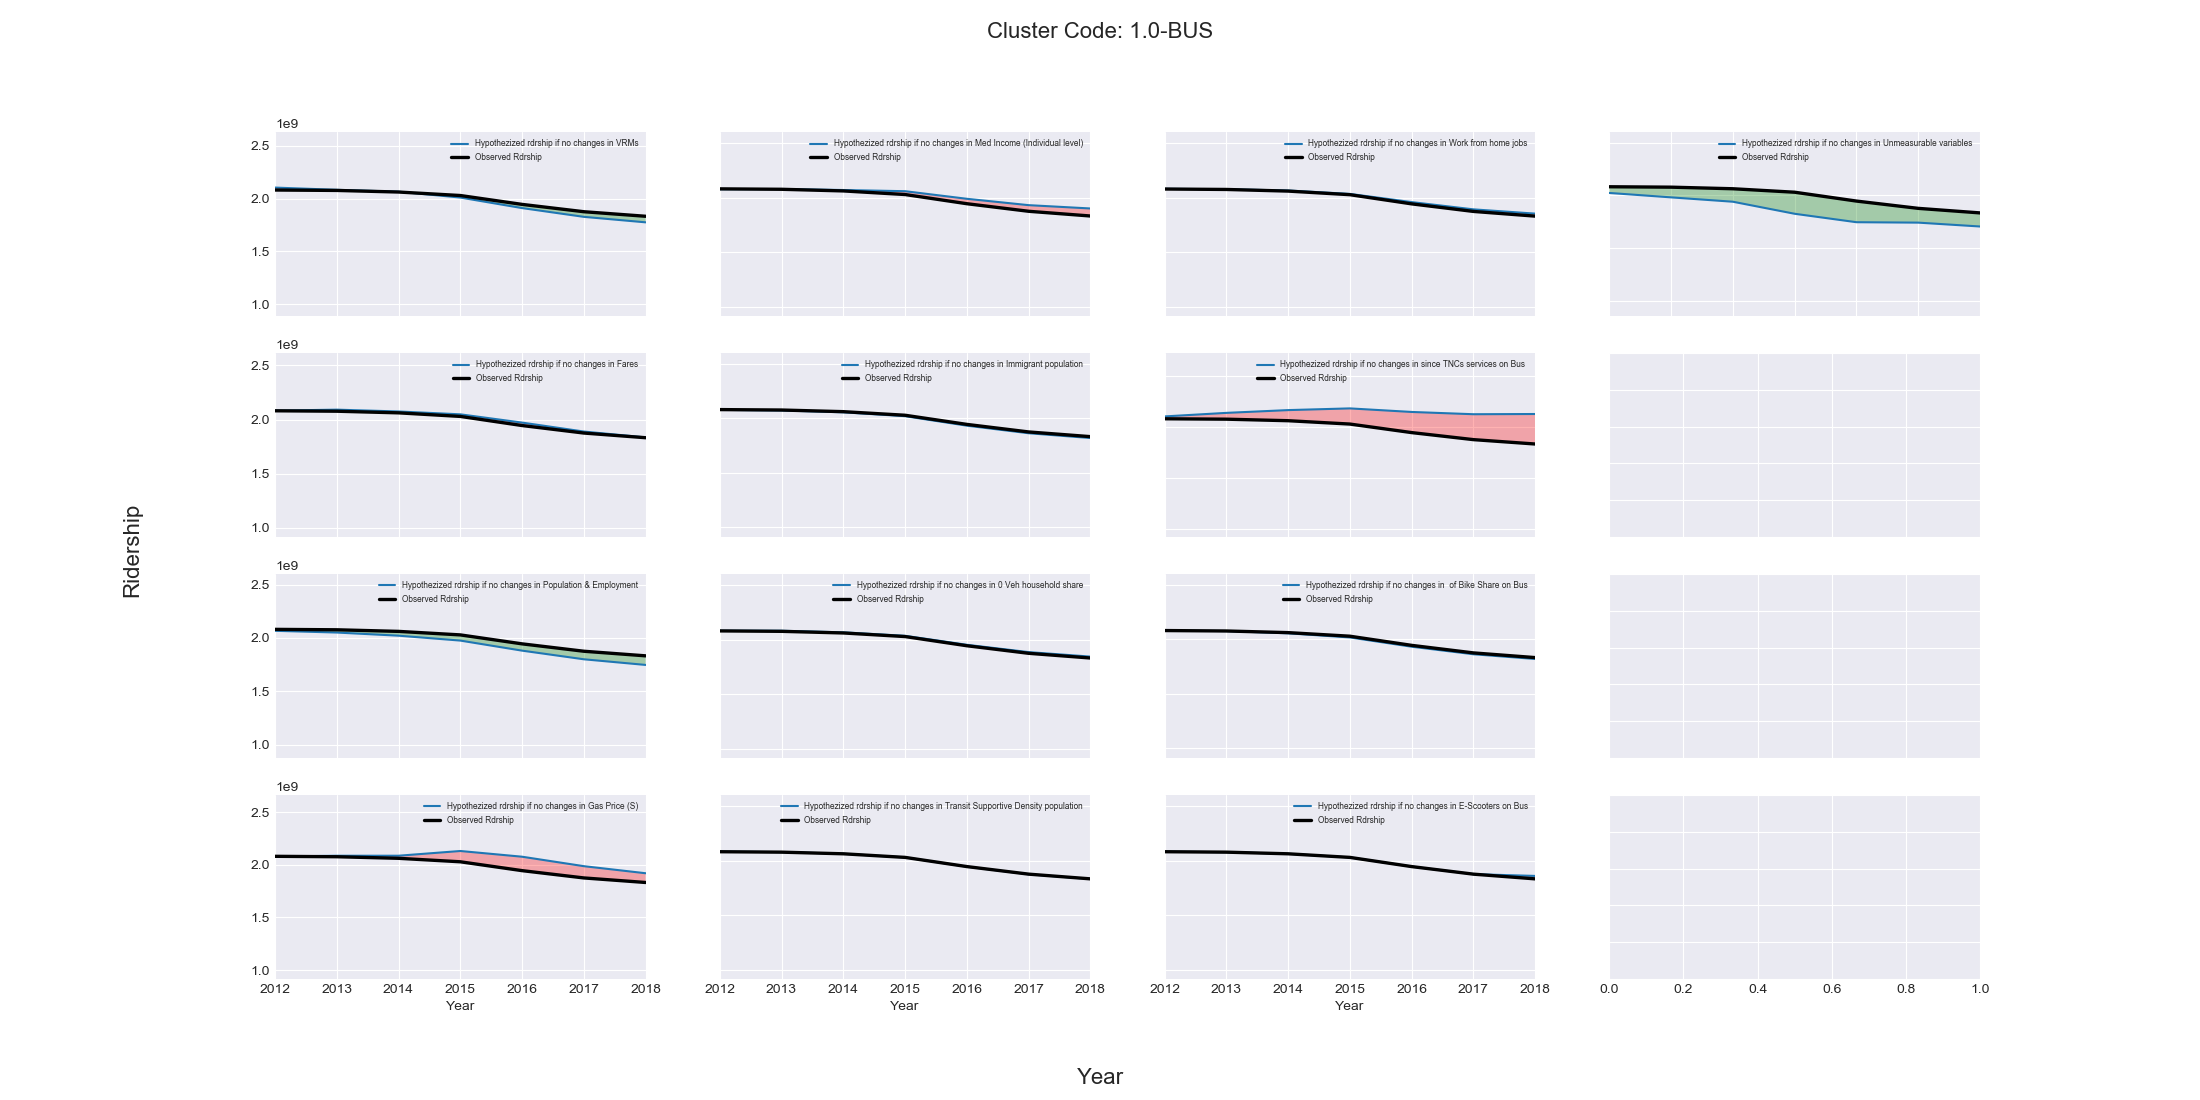 Cluster Code: 1.0-BUS
1e9
Hypothezized rdrship if no changes in VRMs
Observed Rdrship
2.5
2.0
1.5
1.0
Hypothezized rdrship if no changes in Med Income (Individual level)
Observed Rdrship
Hypothezized rdrship if no changes in Work from home jobs
Observed Rdrship
Hypothezized rdrship if no changes in Unmeasurable variables
Observed Rdrship
1e9
Hypothezized rdrship if no changes in Fares
Observed Rdrship
2.5
2.0
1.5
1.0
Hypothezized rdrship if no changes in Immigrant population
Observed Rdrship
Hypothezized rdrship if no changes in since TNCs services on Bus
Observed Rdrship
Ridership
1e9
Hypothezized rdrship if no changes in Population & Employment
Observed Rdrship
2.5
2.0
1.5
1.0
Hypothezized rdrship if no changes in 0 Veh household share
Observed Rdrship
Hypothezized rdrship if no changes in  of Bike Share on Bus
Observed Rdrship
1e9
Hypothezized rdrship if no changes in Gas Price (S)
Observed Rdrship
2.5
2.0
1.5
1.0
2012 2013 2014 2015 2016 2017 2018
Year
Hypothezized rdrship if no changes in Transit Supportive Density population
Observed Rdrship
2012 2013 2014 2015 2016 2017 2018
Year
Hypothezized rdrship if no changes in E-Scooters on Bus
Observed Rdrship
2012 2013 2014 2015 2016 2017 2018
Year
0.0 0.2 0.4 0.6 0.8 1.0
Year